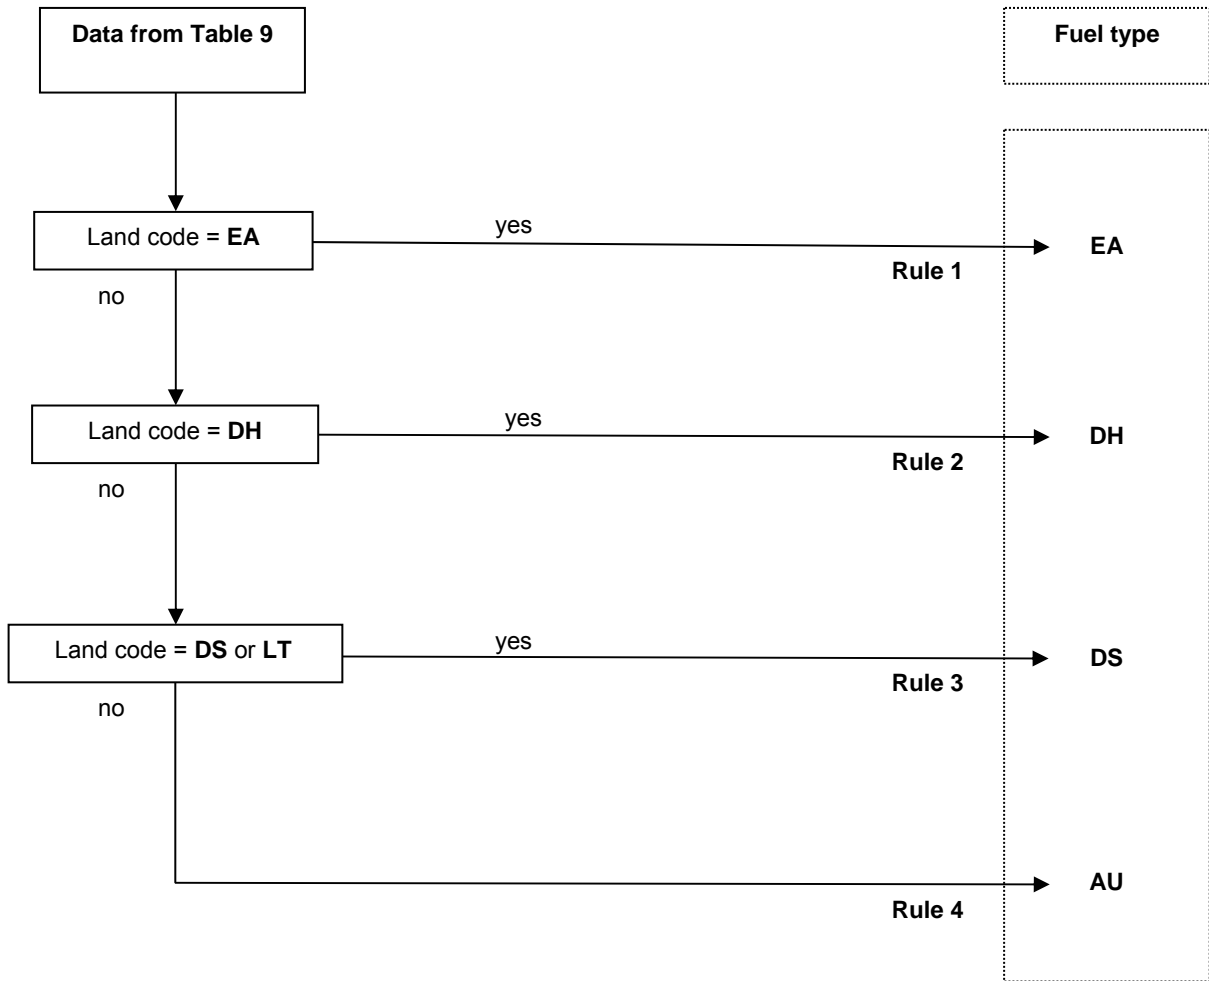 Data from Table 9
Fuel type
Land code = EA
yes
Rule 1
EA
no
Land code = DH
yes
Rule 2
DH
no
Land code = DS or LT
yes
Rule 3
DS
no
Rule 4
AU